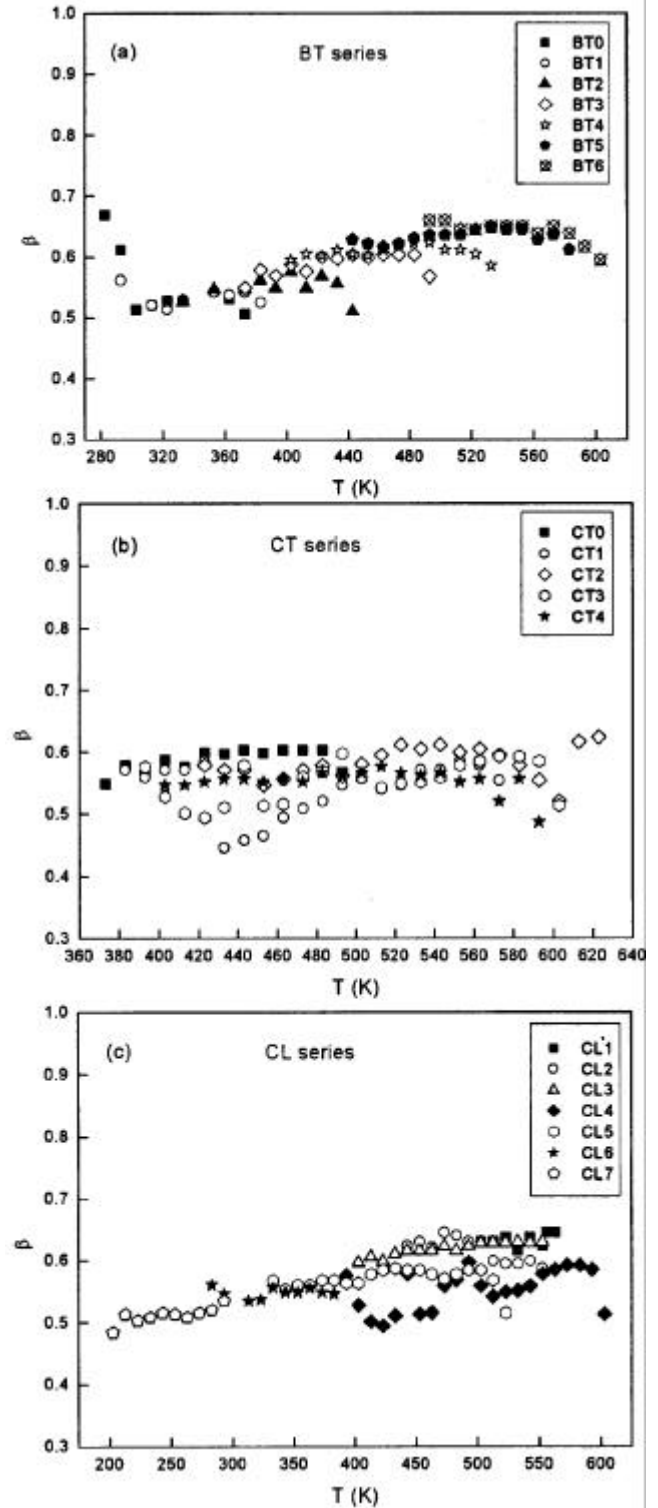 (a) BT series
BT0
BT1
BT2
BT3
BT4
BT5
BT6
1.0
0.9
0.8
0.7
0.6
0.5
0.4
0.3
β
280 320 360 400 440 480 520 560 600
T (K)
(b) CT series
CT0
CT1
CT2
CT3
CT4
1.0
0.9
0.8
0.7
0.6
0.5
0.4
0.3
β
360 380 400 420 440 460 480 500 520 540 560 580 600 620 640
T (K)
(c) CL series
CL1
CL2
CL3
CL4
CL5
CL6
CL7
1.0
0.9
0.8
0.7
0.6
0.5
0.4
0.3
β
200 250 300 350 400 450 500 550 600
T (K)